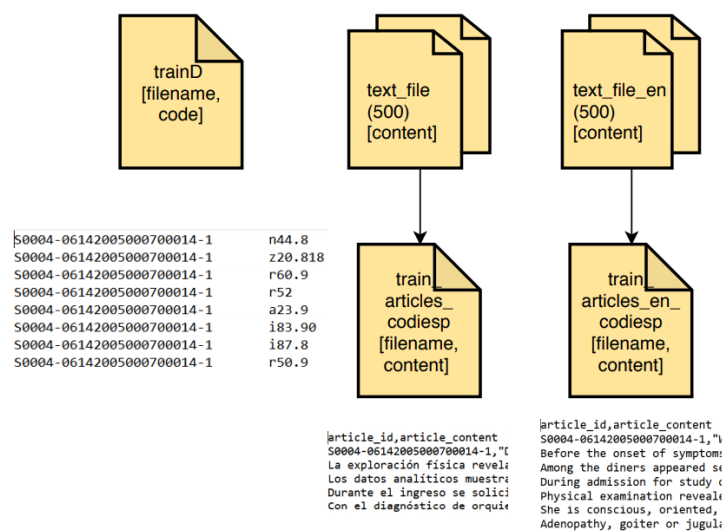 trainD
[filename,
code]
text_file
(500)
[content]
text_file_en
(500)
[content]
S0004-06142005000700014-1 n44.8
S0004-06142005000700014-1 z20.818
S0004-06142005000700014-1 r60.9
S0004-06142005000700014-1 r52
S0004-06142005000700014-1 a23.9
S0004-06142005000700014-1 i83.90
S0004-06142005000700014-1 i87.8
S0004-06142005000700014-1 r50.9
train_
articles_
codiesp
[filename,
content]
train_
articles_en_
codiesp
[filename,
content]
article_id,article_content
S0004-06142005000700014-1,"D
La exploración física revela
Los datos analíticos muestra
Durante el ingreso se solici
Con el diagnóstico de orquie
article_id,article_content
S0004-06142005000700014-1,"W
Before the onset of symptoms
Among the diners appeared se
During admission for study o
Physical examination reveale
She is conscious, oriented,
Adenopathy, goiter or jugula